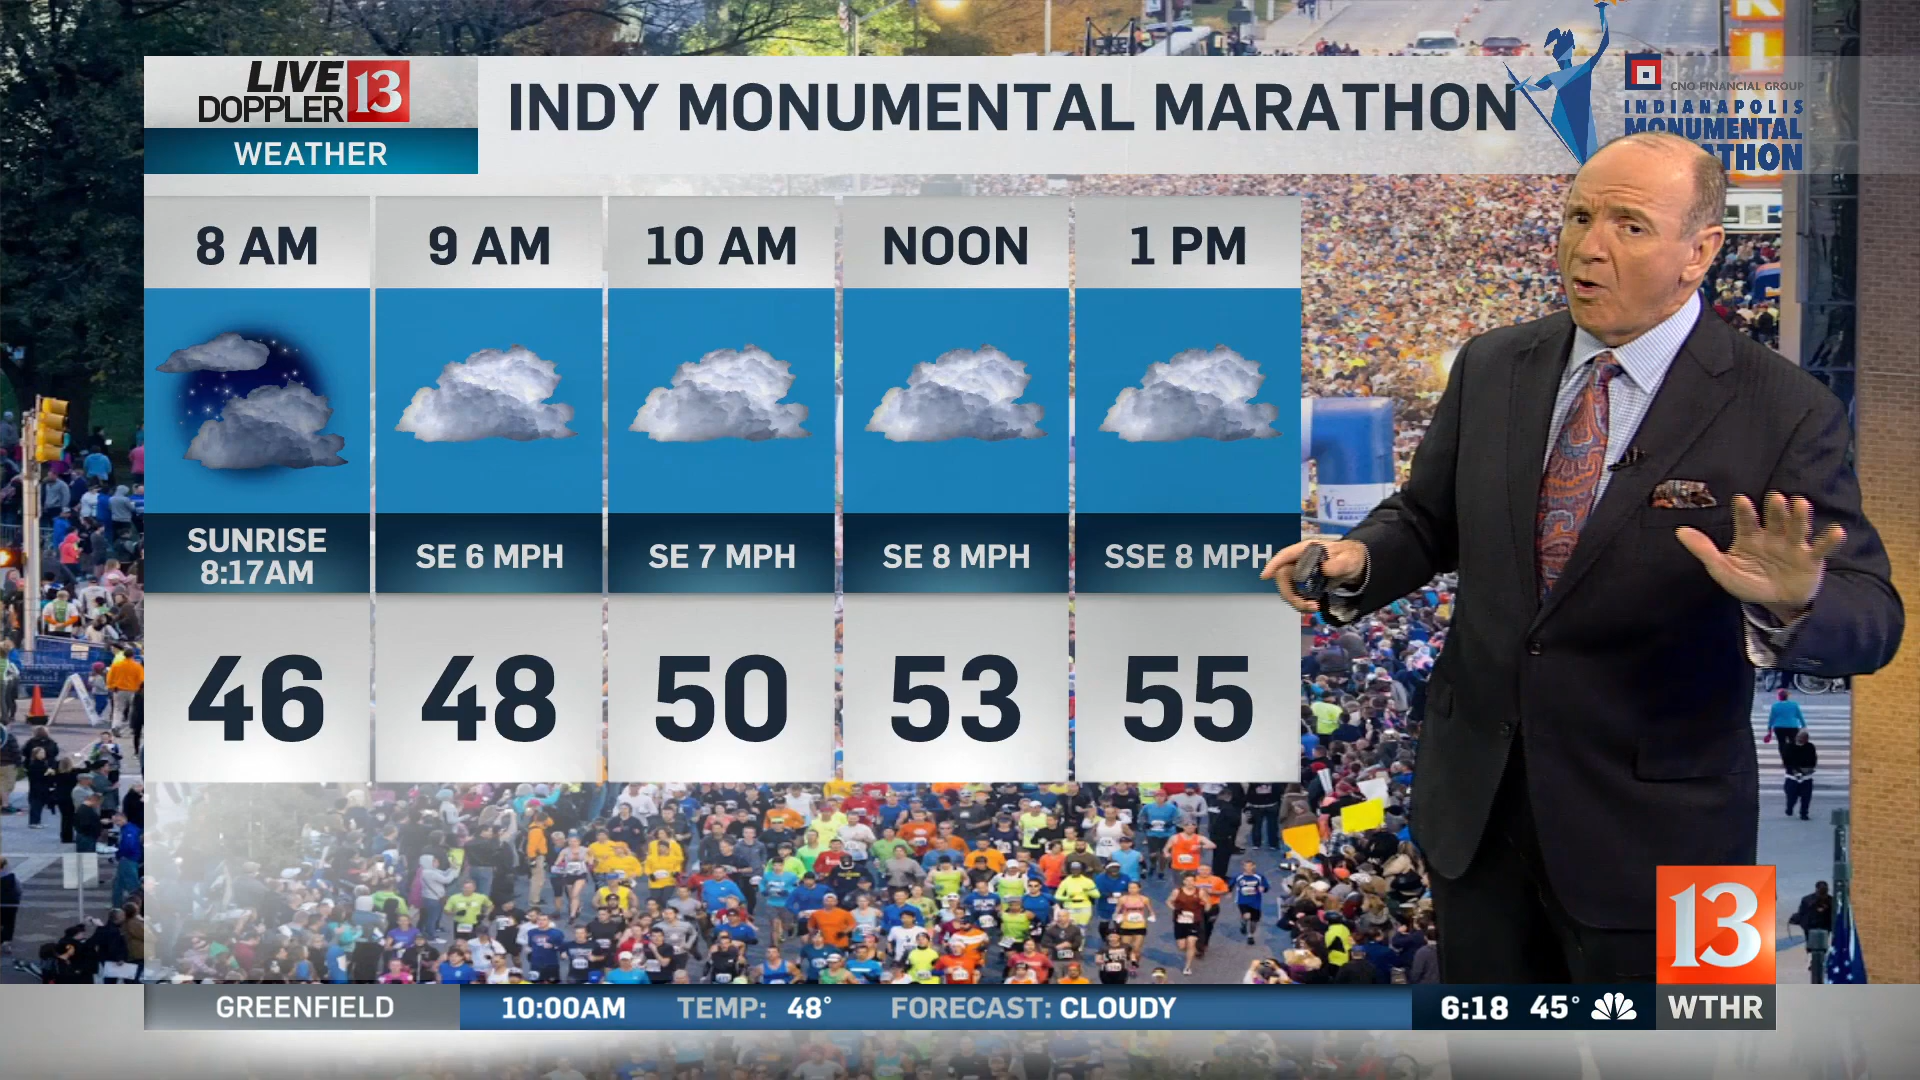 LIVE
DOPPLER 13
WEATHER
INDY MONUMENTAL MARATHON
CNO FINANCIAL GROUP
INDIANAPOLIS
MONUMENTAL
THON
8 AM
9 AM
10 AM
NOON
1 PM
SUNRISE
8:17AM
SE 6 MPH
SE 7 MPH
SE 8 MPH
SSE 8 MPH
46
48
50
53
55
GREENFIELD
10:00AM TEMP: 48° FORECAST: CLOUDY
6:18 45°
13
WTHR